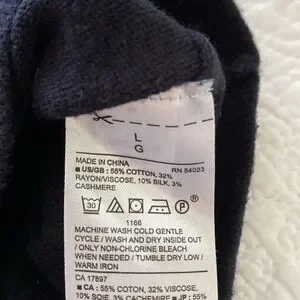 L
G
MADE IN CHINA RN 54023
■ US/GB : 55% COTTON, 32%
RAYON/VISCOSE, 10% SILK, 3%
CASHMERE
30 P
1166
MACHINE WASH COLD GENTLE
CYCLE / WASH AND DRY INSIDE OUT
/ ONLY NON-CHLORINE BLEACH
WHEN NEEDED / TUMBLE DRY LOW /
WARM IRON
CA 17897
■ CA : 55% COTON, 32% VISCOSE,
10% SOIE, 3% CACHEMIRE ■ JP : 55%